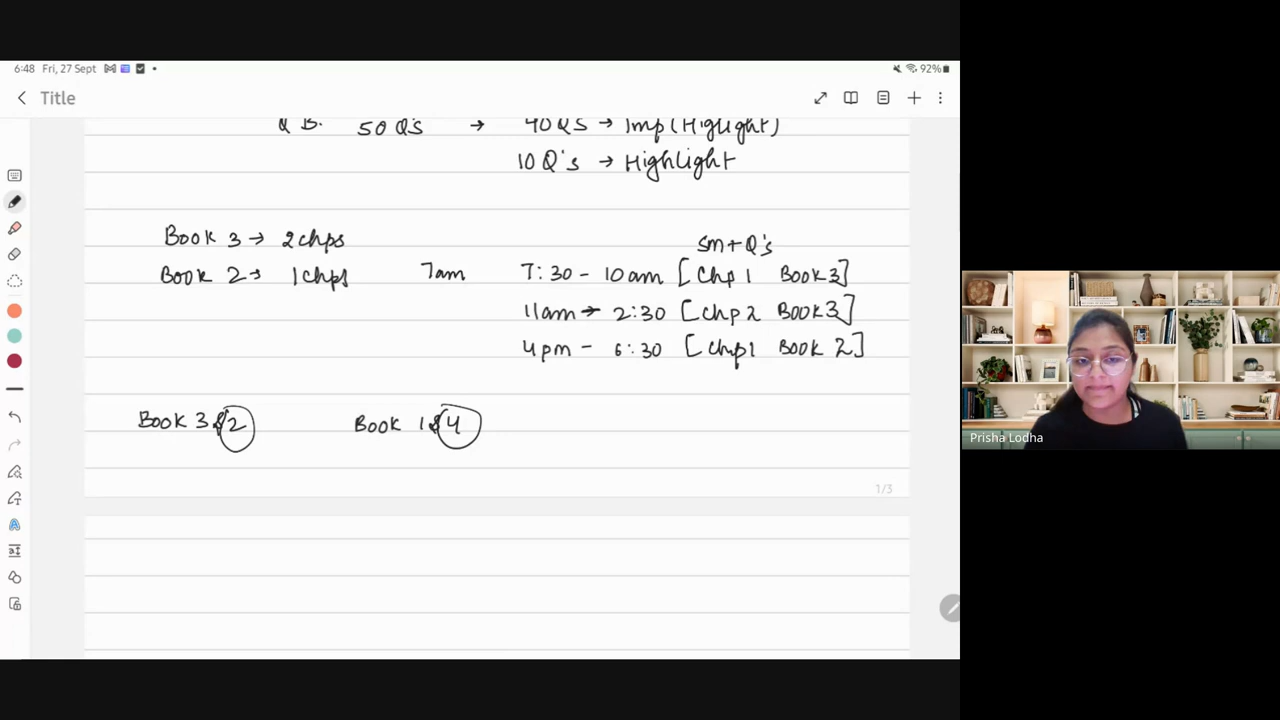 6:48 Fri, 27 Sept
92%
Title
Q B. 50 Q'S → 40 QS → Imp (Highlight)
10 Q's → Highlight
Book 3 → 2 chps
SM + Q's
Book 2 → 1 chps 7am 7:30 - 10 am [Chp 1 Book 3]
11am → 2:30 [Chp 2 Book 3]
4 pm - 6:30 [Chp 1 Book 2]
Book 3 & 2 Book 1 & 4
1/3
Prisha Lodha